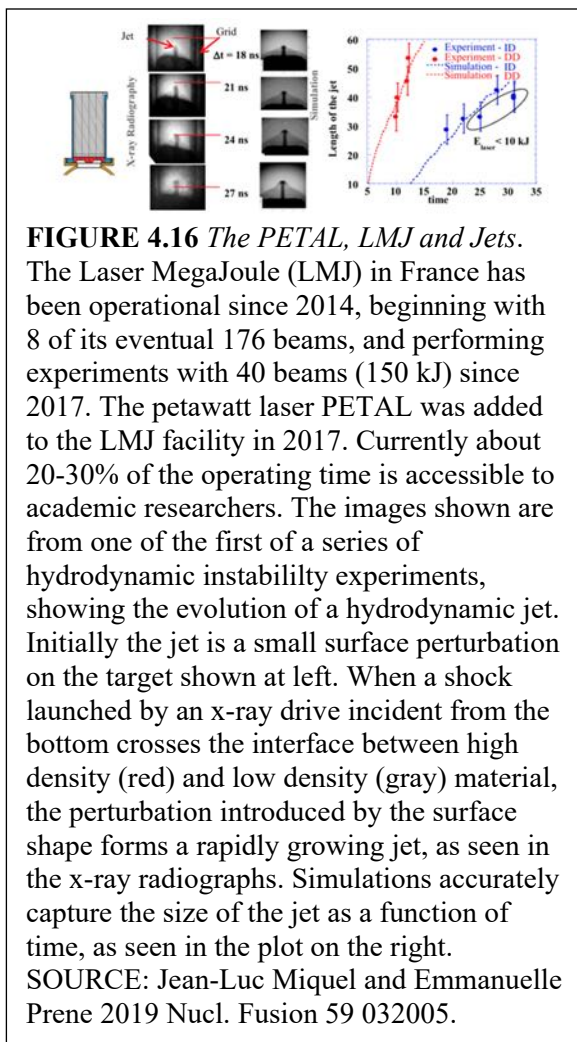 Jet
Grid
Δt = 18 ns
21 ns
24 ns
27 ns
X-ray Radiography
Simulation
Length of the jet
60
50
40
30
20
10
Experiment - ID
Experiment - DD
Simulation - ID
Simulation - DD
E laser < 10 kJ
5 10 15 20 25 30 35
time
FIGURE 4.16 The PETAL, LMJ and Jets.
The Laser MegaJoule (LMJ) in France has
been operational since 2014, beginning with
8 of its eventual 176 beams, and performing
experiments with 40 beams (150 kJ) since
2017. The petawatt laser PETAL was added
to the LMJ facility in 2017. Currently about
20-30% of the operating time is accessible to
academic researchers. The images shown are
from one of the first of a series of
hydrodynamic instabililty experiments,
showing the evolution of a hydrodynamic jet.
Initially the jet is a small surface perturbation
on the target shown at left. When a shock
launched by an x-ray drive incident from the
bottom crosses the interface between high
density (red) and low density (gray) material,
the perturbation introduced by the surface
shape forms a rapidly growing jet, as seen in
the x-ray radiographs. Simulations accurately
capture the size of the jet as a function of
time, as seen in the plot on the right.
SOURCE: Jean-Luc Miquel and Emmanuelle
Prene 2019 Nucl. Fusion 59 032005.